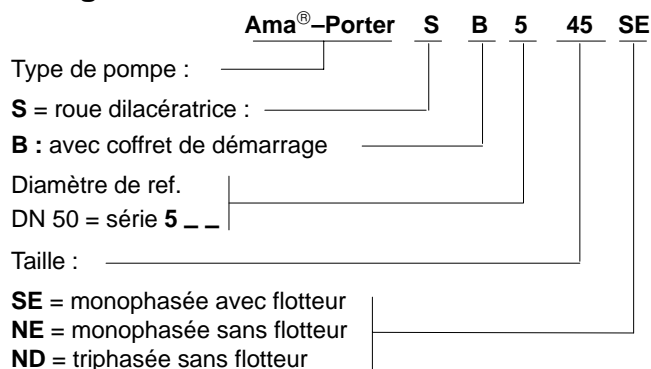 Ama®–Porter S B 5 45 SE
Type de pompe :
S = roue dilacératrice :
B : avec coffret de démarrage
Diamètre de ref.
DN 50 = série 5 _ _
Taille :
SE = monophasée avec flotteur
NE = monophasée sans flotteur
ND = triphasée sans flotteur